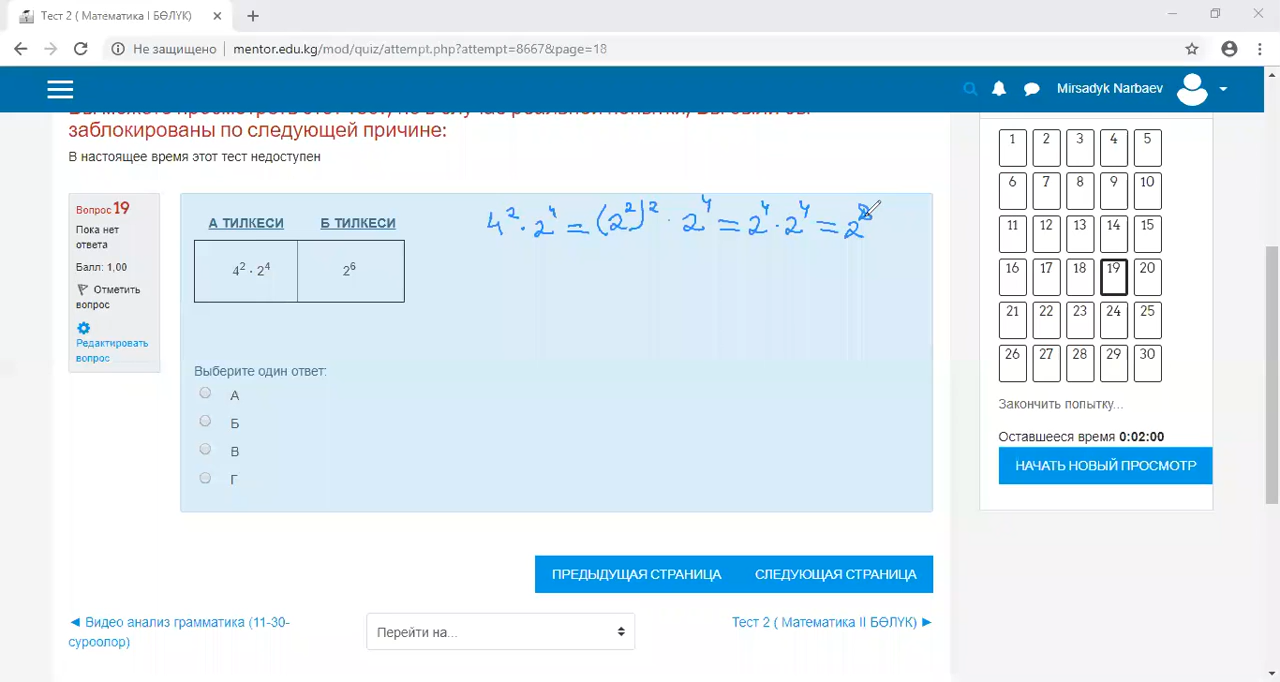 Тест 2 ( Математика I БӨЛҮК)
Не защищено mentor.edu.kg/mod/quiz/attempt.php?attempt=8667&page=18
Mirsadyk Narbaev
заблокированы по следующей причине:
В настоящее время этот тест недоступен
Вопрос 19
Пока нет
ответа
Балл: 1,00
Отметить
вопрос
Редактировать
вопрос
А ТИЛКЕСИ Б ТИЛКЕСИ
4² · 2⁴ 2⁶
4² · 2⁴ = (2²)² · 2⁴ = 2⁴ · 2⁴ = 2⁸
Выберите один ответ:
А
Б
В
Г
1 2 3 4 5
6 7 8 9 10
11 12 13 14 15
16 17 18 19 20
21 22 23 24 25
26 27 28 29 30
Закончить попытку...
Оставшееся время 0:02:00
НАЧАТЬ НОВЫЙ ПРОСМОТР
ПРЕДЫДУЩАЯ СТРАНИЦА СЛЕДУЮЩАЯ СТРАНИЦА
◄ Видео анализ грамматика (11-30-
суроолор)
Перейти на...
Тест 2 ( Математика II БӨЛҮК) ►